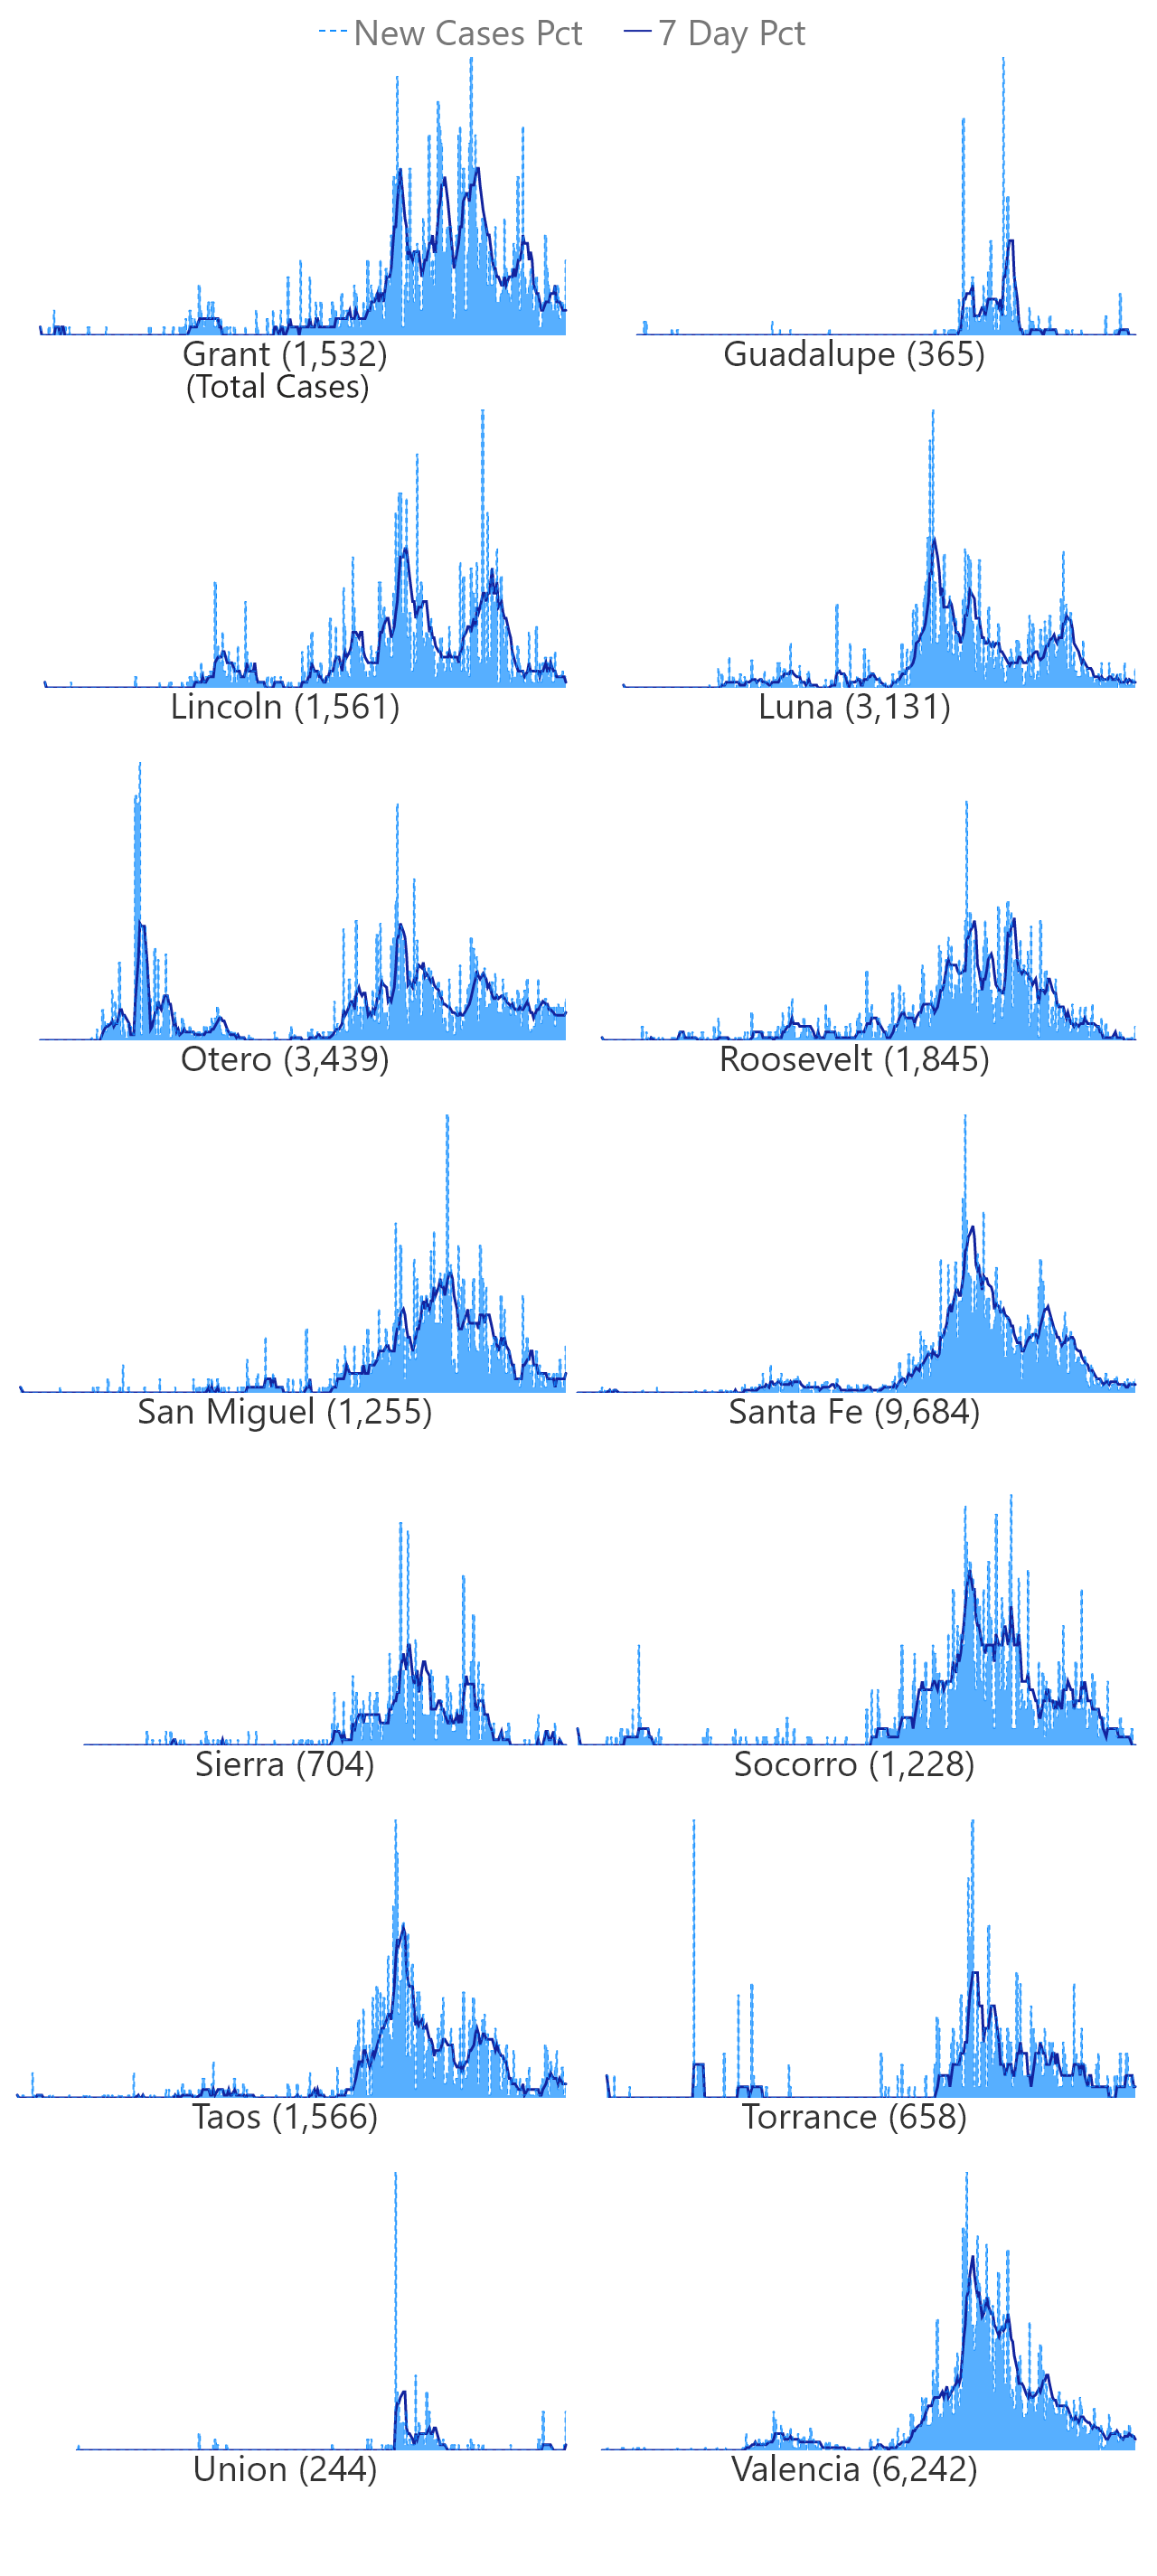 New Cases Pct 7 Day Pct
Grant (1,532) Guadalupe (365)
(Total Cases)
Lincoln (1,561) Luna (3,131)
Otero (3,439) Roosevelt (1,845)
San Miguel (1,255) Santa Fe (9,684)
Sierra (704) Socorro (1,228)
Taos (1,566) Torrance (658)
Union (244) Valencia (6,242)